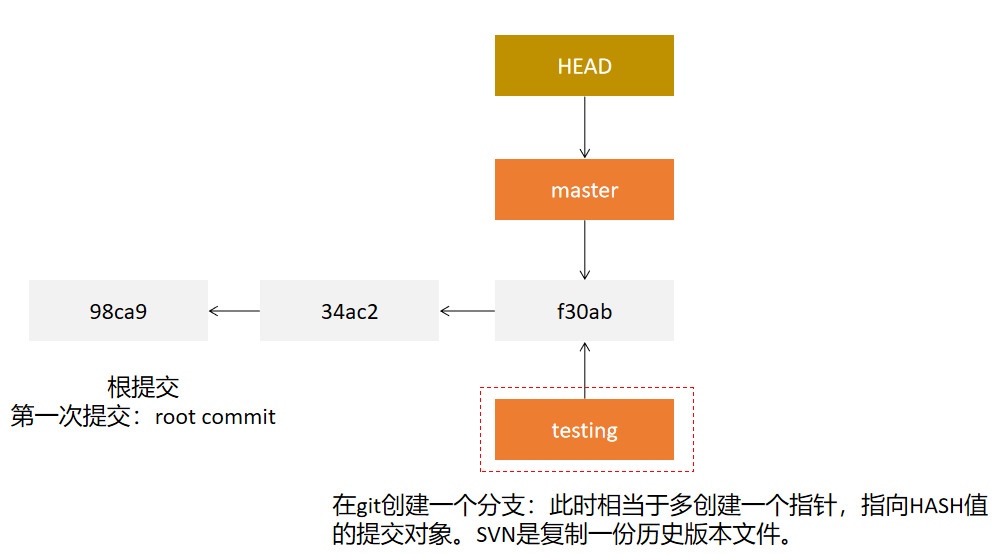 HEAD
master
98ca9
34ac2
f30ab
根提交
第一次提交：root commit
testing
在git创建一个分支：此时相当于多创建一个指针，指向HASH值
的提交对象。SVN是复制一份历史版本文件。